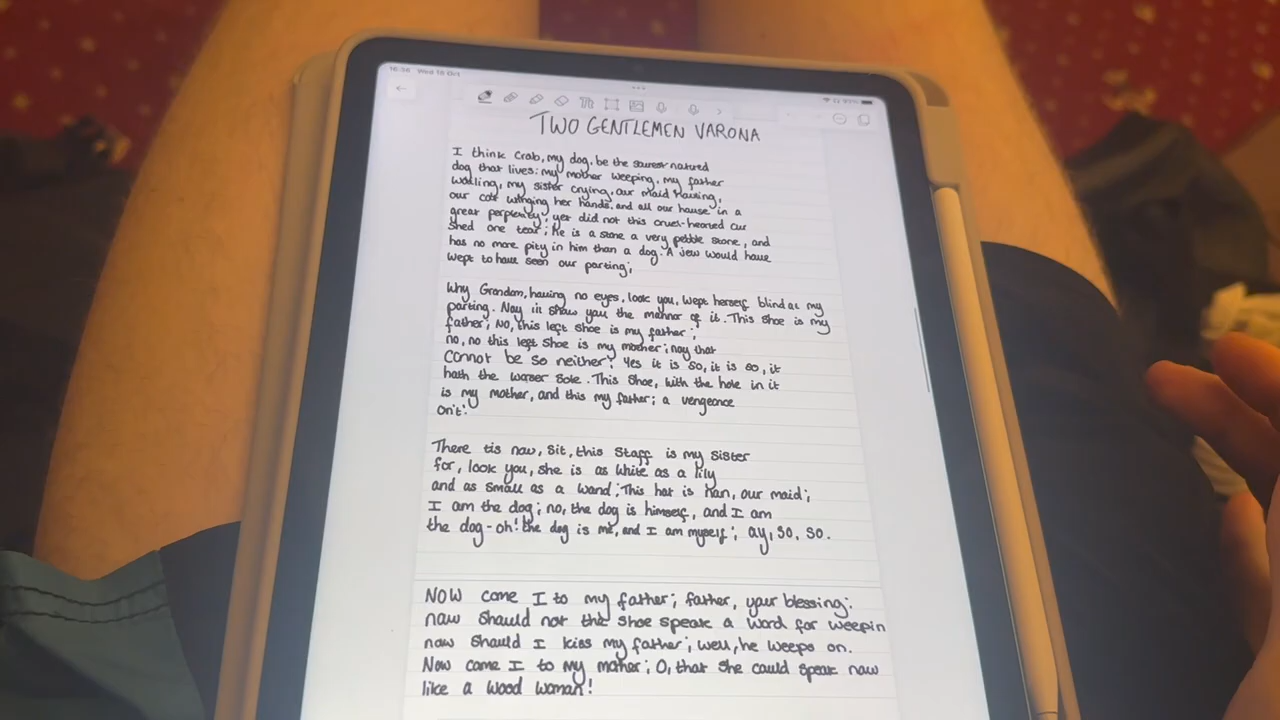 Wed 16 Oct
TWO GENTLEMEN VARONA
I think Crab, my dog, be the sourest natured
dog that lives: my mother weeping, my father
wailing, my sister crying, our maid howling,
our cat wringing her hands, and all our house in a
great perplexity; yet did not this cruel-hearted cur
shed one tear; He is a stone a very pebble stone, and
has no more pity in him than a dog: A jew would have
wept to have seen our parting;
Why Grandam, having no eyes, look you, wept herself blind at my
parting. Nay ill show you the mannor of it. This shoe is my
father; No, this left shoe is my father;
no, no this left shoe is my mother; nay that
Connot be so neither; Yes it is so, it is so, it
hath the worser sole. This shoe, with the hole in it
is my mother, and this my father; a vengeance
on't!
There tis now, Sit, this staff is my sister
for, look you, she is as white as a lily
and as small as a wand; This hat is Nan, our maid;
I am the dog; no, the dog is himself, and I am
the dog - oh! the dog is me, and I am myself; ay, so, so.
NOW come I to my father; father, your blessing:
now should not the shoe speak a word for weepin
now should I kiss my father; well, he weeps on.
Now come I to my mother; O, that she could speak now
like a wood woman!